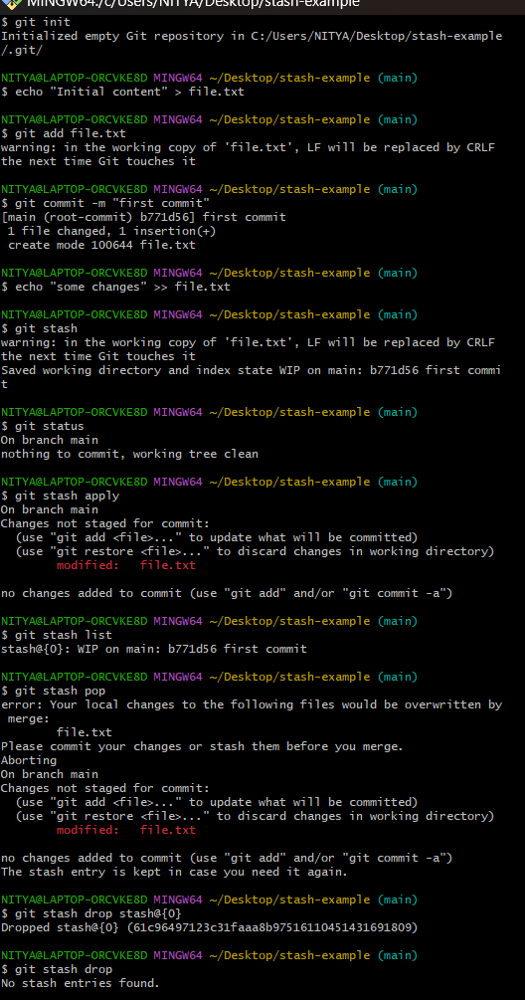 MINGW64:/c/Users/NITYA/Desktop/stash-example
$ git init
Initialized empty Git repository in C:/Users/NITYA/Desktop/stash-example
/.git/
NITYA@LAPTOP-ORCVKE8D MINGW64 ~/Desktop/stash-example (main)
$ echo "Initial content" > file.txt
NITYA@LAPTOP-ORCVKE8D MINGW64 ~/Desktop/stash-example (main)
$ git add file.txt
warning: in the working copy of 'file.txt', LF will be replaced by CRLF
the next time Git touches it
NITYA@LAPTOP-ORCVKE8D MINGW64 ~/Desktop/stash-example (main)
$ git commit -m "first commit"
[main (root-commit) b771d56] first commit
 1 file changed, 1 insertion(+)
 create mode 100644 file.txt
NITYA@LAPTOP-ORCVKE8D MINGW64 ~/Desktop/stash-example (main)
$ echo "some changes" >> file.txt
NITYA@LAPTOP-ORCVKE8D MINGW64 ~/Desktop/stash-example (main)
$ git stash
warning: in the working copy of 'file.txt', LF will be replaced by CRLF
the next time Git touches it
Saved working directory and index state WIP on main: b771d56 first commi
t
NITYA@LAPTOP-ORCVKE8D MINGW64 ~/Desktop/stash-example (main)
$ git status
On branch main
nothing to commit, working tree clean
NITYA@LAPTOP-ORCVKE8D MINGW64 ~/Desktop/stash-example (main)
$ git stash apply
On branch main
Changes not staged for commit:
  (use "git add <file>..." to update what will be committed)
  (use "git restore <file>..." to discard changes in working directory)
        modified:   file.txt
no changes added to commit (use "git add" and/or "git commit -a")
NITYA@LAPTOP-ORCVKE8D MINGW64 ~/Desktop/stash-example (main)
$ git stash list
stash@{0}: WIP on main: b771d56 first commit
NITYA@LAPTOP-ORCVKE8D MINGW64 ~/Desktop/stash-example (main)
$ git stash pop
error: Your local changes to the following files would be overwritten by
 merge:
        file.txt
Please commit your changes or stash them before you merge.
Aborting
On branch main
Changes not staged for commit:
  (use "git add <file>..." to update what will be committed)
  (use "git restore <file>..." to discard changes in working directory)
        modified:   file.txt
no changes added to commit (use "git add" and/or "git commit -a")
The stash entry is kept in case you need it again.
NITYA@LAPTOP-ORCVKE8D MINGW64 ~/Desktop/stash-example (main)
$ git stash drop stash@{0}
Dropped stash@{0} (61c96497123c31faaa8b97516110451431691809)
NITYA@LAPTOP-ORCVKE8D MINGW64 ~/Desktop/stash-example (main)
$ git stash drop
No stash entries found.